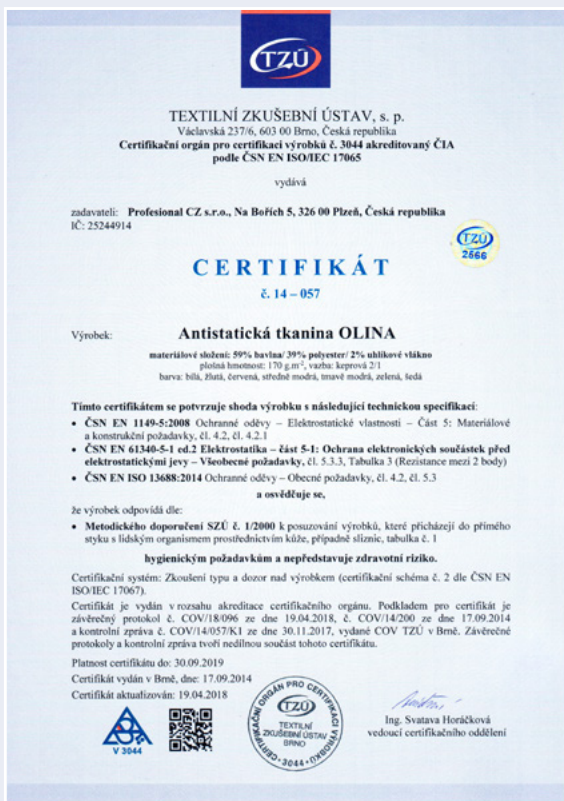 TZÚ
TEXTILNÍ ZKUŠEBNÍ ÚSTAV, s. p.
Václavská 237/6, 603 00 Brno, Česká republika
Certifikační orgán pro certifikaci výrobků č. 3044 akreditovaný ČIA
podle ČSN EN ISO/IEC 17065
vydává
zadavateli: Profesional CZ s.r.o., Na Bořích 5, 326 00 Plzeň, Česká republika
IČ: 25244914
TZÚ
2566
CERTIFIKÁT
č. 14 – 057
Výrobek: Antistatická tkanina OLINA
materiálové složení: 59% bavlna/ 39% polyester/ 2% uhlíkové vlákno
plošná hmotnost: 170 g.m-2, vazba: keprová 2/1
barva: bílá, žlutá, červená, středně modrá, tmavě modrá, zelená, šedá
Tímto certifikátem se potvrzuje shoda výrobku s následující technickou specifikací:
• ČSN EN 1149-5:2008 Ochranné oděvy – Elektrostatické vlastnosti – Část 5: Materiálové
a konstrukční požadavky, čl. 4.2, čl. 4.2.1
• ČSN EN 61340-5-1 ed.2 Elektrostatika – část 5-1: Ochrana elektronických součástek před
elektrostatickými jevy – Všeobecné požadavky, čl. 5.3.3, Tabulka 3 (Rezistance mezi 2 body)
• ČSN EN ISO 13688:2014 Ochranné oděvy – Obecné požadavky, čl. 4.2, čl. 5.3
a osvědčuje se,
že výrobek odpovídá dle:
• Metodického doporučení SZÚ č. 1/2000 k posuzování výrobků, které přicházejí do přímého
styku s lidským organismem prostřednictvím kůže, případně sliznic, tabulka č. 1
hygienickým požadavkům a nepředstavuje zdravotní riziko.
Certifikační systém: Zkoušení typu a dozor nad výrobkem (certifikační schéma č. 2 dle ČSN EN
ISO/IEC 17067).
Certifikát je vydán v rozsahu akreditace certifikačního orgánu. Podkladem pro certifikát je
závěrečný protokol č. COV/18/096 ze dne 19.04.2018, č. COV/14/200 ze dne 17.09.2014
a kontrolní zpráva č. COV/14/057/K1 ze dne 30.11.2017, vydané COV TZÚ v Brně. Závěrečné
protokoly a kontrolní zpráva tvoří nedílnou součást tohoto certifikátu.
Platnost certifikátu do: 30.09.2019
Certifikát vydán v Brně, dne: 17.09.2014
Certifikát aktualizován: 19.04.2018
V 3044
CERTIFIKAČNÍ ORGÁN PRO CERTIFIKACI VÝROBKŮ
TZÚ
TEXTILNÍ
ZKUŠEBNÍ ÚSTAV
BRNO
3044
Ing. Svatava Horáčková
vedoucí certifikačního oddělení